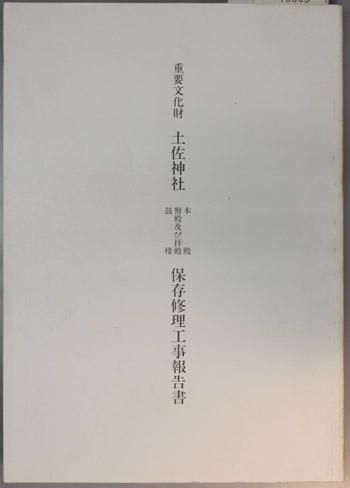 重要文化財 土佐神社
本殿
幣殿及び拝殿
鼓楼
保存修理工事報告書